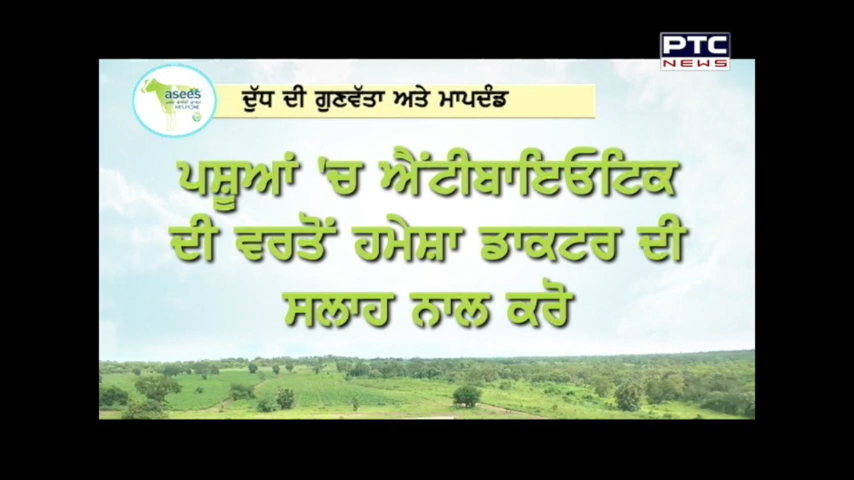 PTC
NEWS
asees
ਦੁੱਧ ਦੀ ਗੁਣਵੱਤਾ ਅਤੇ ਮਾਪਦੰਡ
ਪਸ਼ੂਆਂ 'ਚ ਐਂਟੀਬਾਇਓਟਿਕ
ਦੀ ਵਰਤੋਂ ਹਮੇਸ਼ਾ ਡਾਕਟਰ ਦੀ
ਸਲਾਹ ਨਾਲ ਕਰੋ